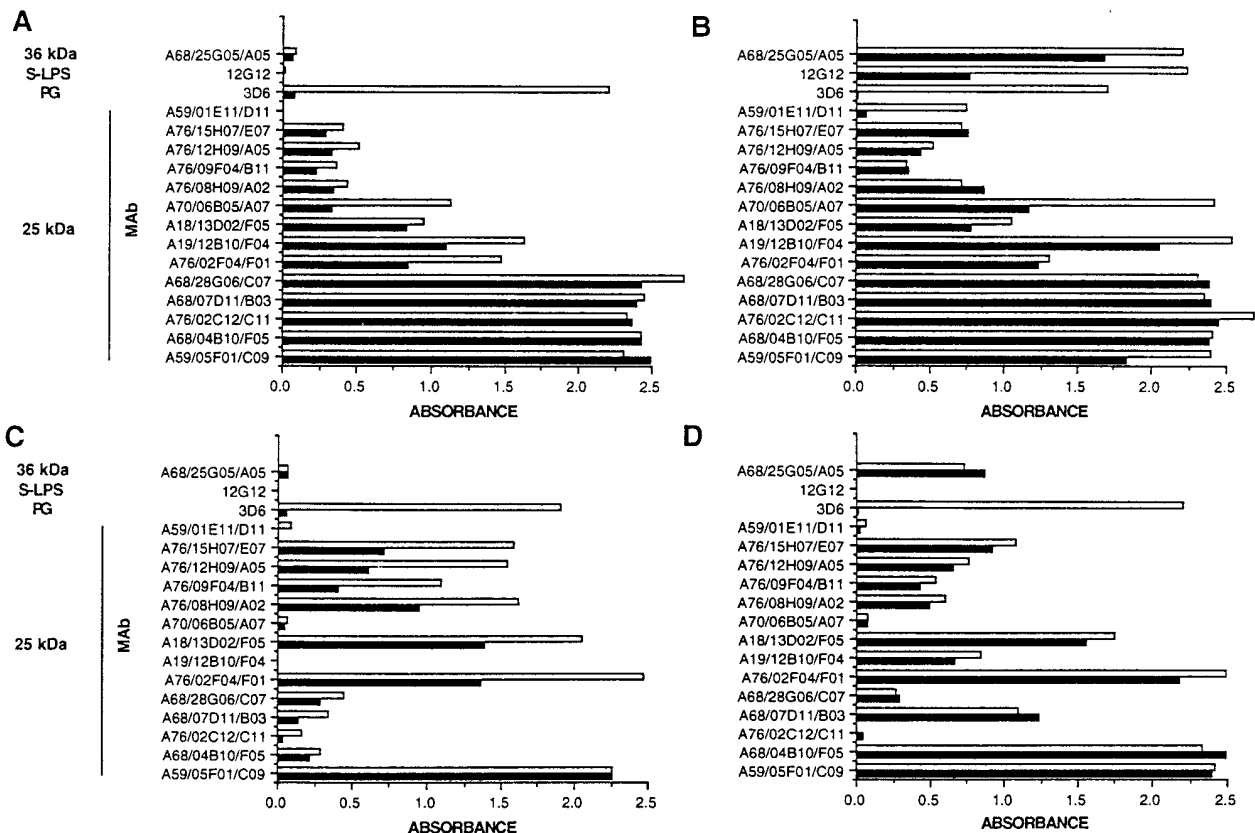 A
36 kDa
S-LPS
PG
25 kDa
MAb
A68/25G05/A05
12G12
3D6
A59/01E11/D11
A76/15H07/E07
A76/12H09/A05
A76/09F04/B11
A76/08H09/A02
A70/06B05/A07
A18/13D02/F05
A19/12B10/F04
A76/02F04/F01
A68/28G06/C07
A68/07D11/B03
A76/02C12/C11
A68/04B10/F05
A59/05F01/C09
0.0 0.5 1.0 1.5 2.0 2.5
ABSORBANCE
B
A68/25G05/A05
12G12
3D6
A59/01E11/D11
A76/15H07/E07
A76/12H09/A05
A76/09F04/B11
A76/08H09/A02
A70/06B05/A07
A18/13D02/F05
A19/12B10/F04
A76/02F04/F01
A68/28G06/C07
A68/07D11/B03
A76/02C12/C11
A68/04B10/F05
A59/05F01/C09
0.0 0.5 1.0 1.5 2.0 2.5
ABSORBANCE
C
36 kDa
S-LPS
PG
25 kDa
MAb
A68/25G05/A05
12G12
3D6
A59/01E11/D11
A76/15H07/E07
A76/12H09/A05
A76/09F04/B11
A76/08H09/A02
A70/06B05/A07
A18/13D02/F05
A19/12B10/F04
A76/02F04/F01
A68/28G06/C07
A68/07D11/B03
A76/02C12/C11
A68/04B10/F05
A59/05F01/C09
0.0 0.5 1.0 1.5 2.0 2.5
ABSORBANCE
D
A68/25G05/A05
12G12
3D6
A59/01E11/D11
A76/15H07/E07
A76/12H09/A05
A76/09F04/B11
A76/08H09/A02
A70/06B05/A07
A18/13D02/F05
A19/12B10/F04
A76/02F04/F01
A68/28G06/C07
A68/07D11/B03
A76/02C12/C11
A68/04B10/F05
A59/05F01/C09
0.0 0.5 1.0 1.5 2.0 2.5
ABSORBANCE